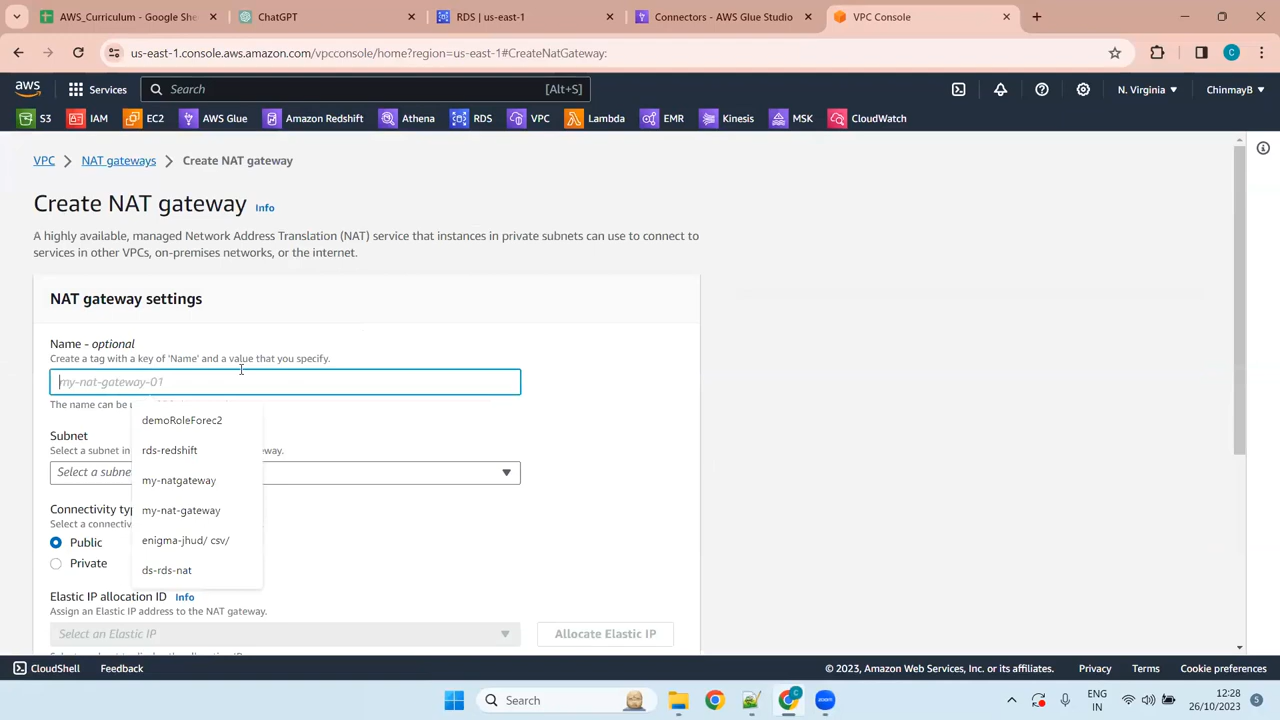 AWS_Curriculum - Google She
ChatGPT
RDS | us-east-1
Connectors - AWS Glue Studio
VPC Console
us-east-1.console.aws.amazon.com/vpcconsole/home?region=us-east-1#CreateNatGateway:
C
aws
Services
Search
[Alt+S]
N. Virginia
ChinmayB
S3
IAM
EC2
AWS Glue
Amazon Redshift
Athena
RDS
VPC
Lambda
EMR
Kinesis
MSK
CloudWatch
VPC
NAT gateways
Create NAT gateway
Create NAT gateway Info
A highly available, managed Network Address Translation (NAT) service that instances in private subnets can use to connect to
services in other VPCs, on-premises networks, or the internet.
NAT gateway settings
Name - optional
Create a tag with a key of 'Name' and a value that you specify.
my-nat-gateway-01
The name can be
demoRoleForec2
rds-redshift
my-natgateway
my-nat-gateway
enigma-jhud/ csv/
ds-rds-nat
Subnet
Select a subnet in
Select a subne
Connectivity typ
Select a connectiv
Public
Private
Elastic IP allocation ID Info
Assign an Elastic IP address to the NAT gateway.
Select an Elastic IP
Allocate Elastic IP
CloudShell
Feedback
© 2023, Amazon Web Services, Inc. or its affiliates.
Privacy
Terms
Cookie preferences
Search
C
zoom
ENG
IN
12:28
26/10/2023
5